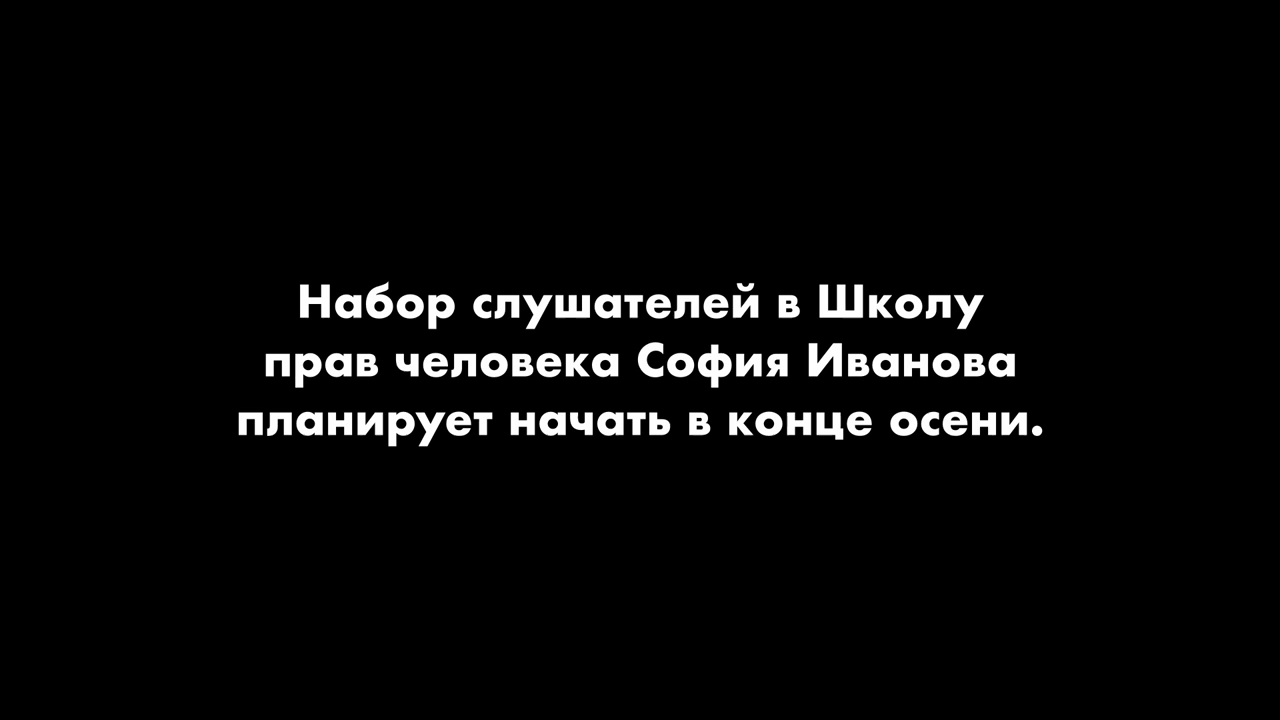 Набор слушателей в Школу
прав человека София Иванова
планирует начать в конце осени.